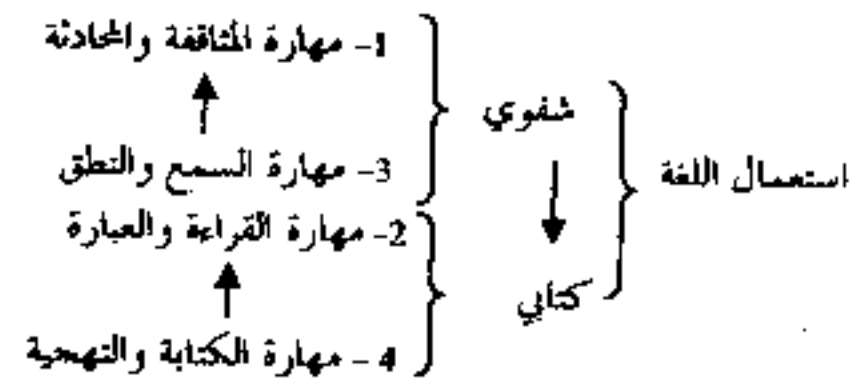 1- مهارة المثاقفة والمحادثة
شفوي
3- مهارة السمع والنطق
استعمال اللغة
2- مهارة القراءة والعبارة
كتابي
4 - مهارة الكتابة والتهجية